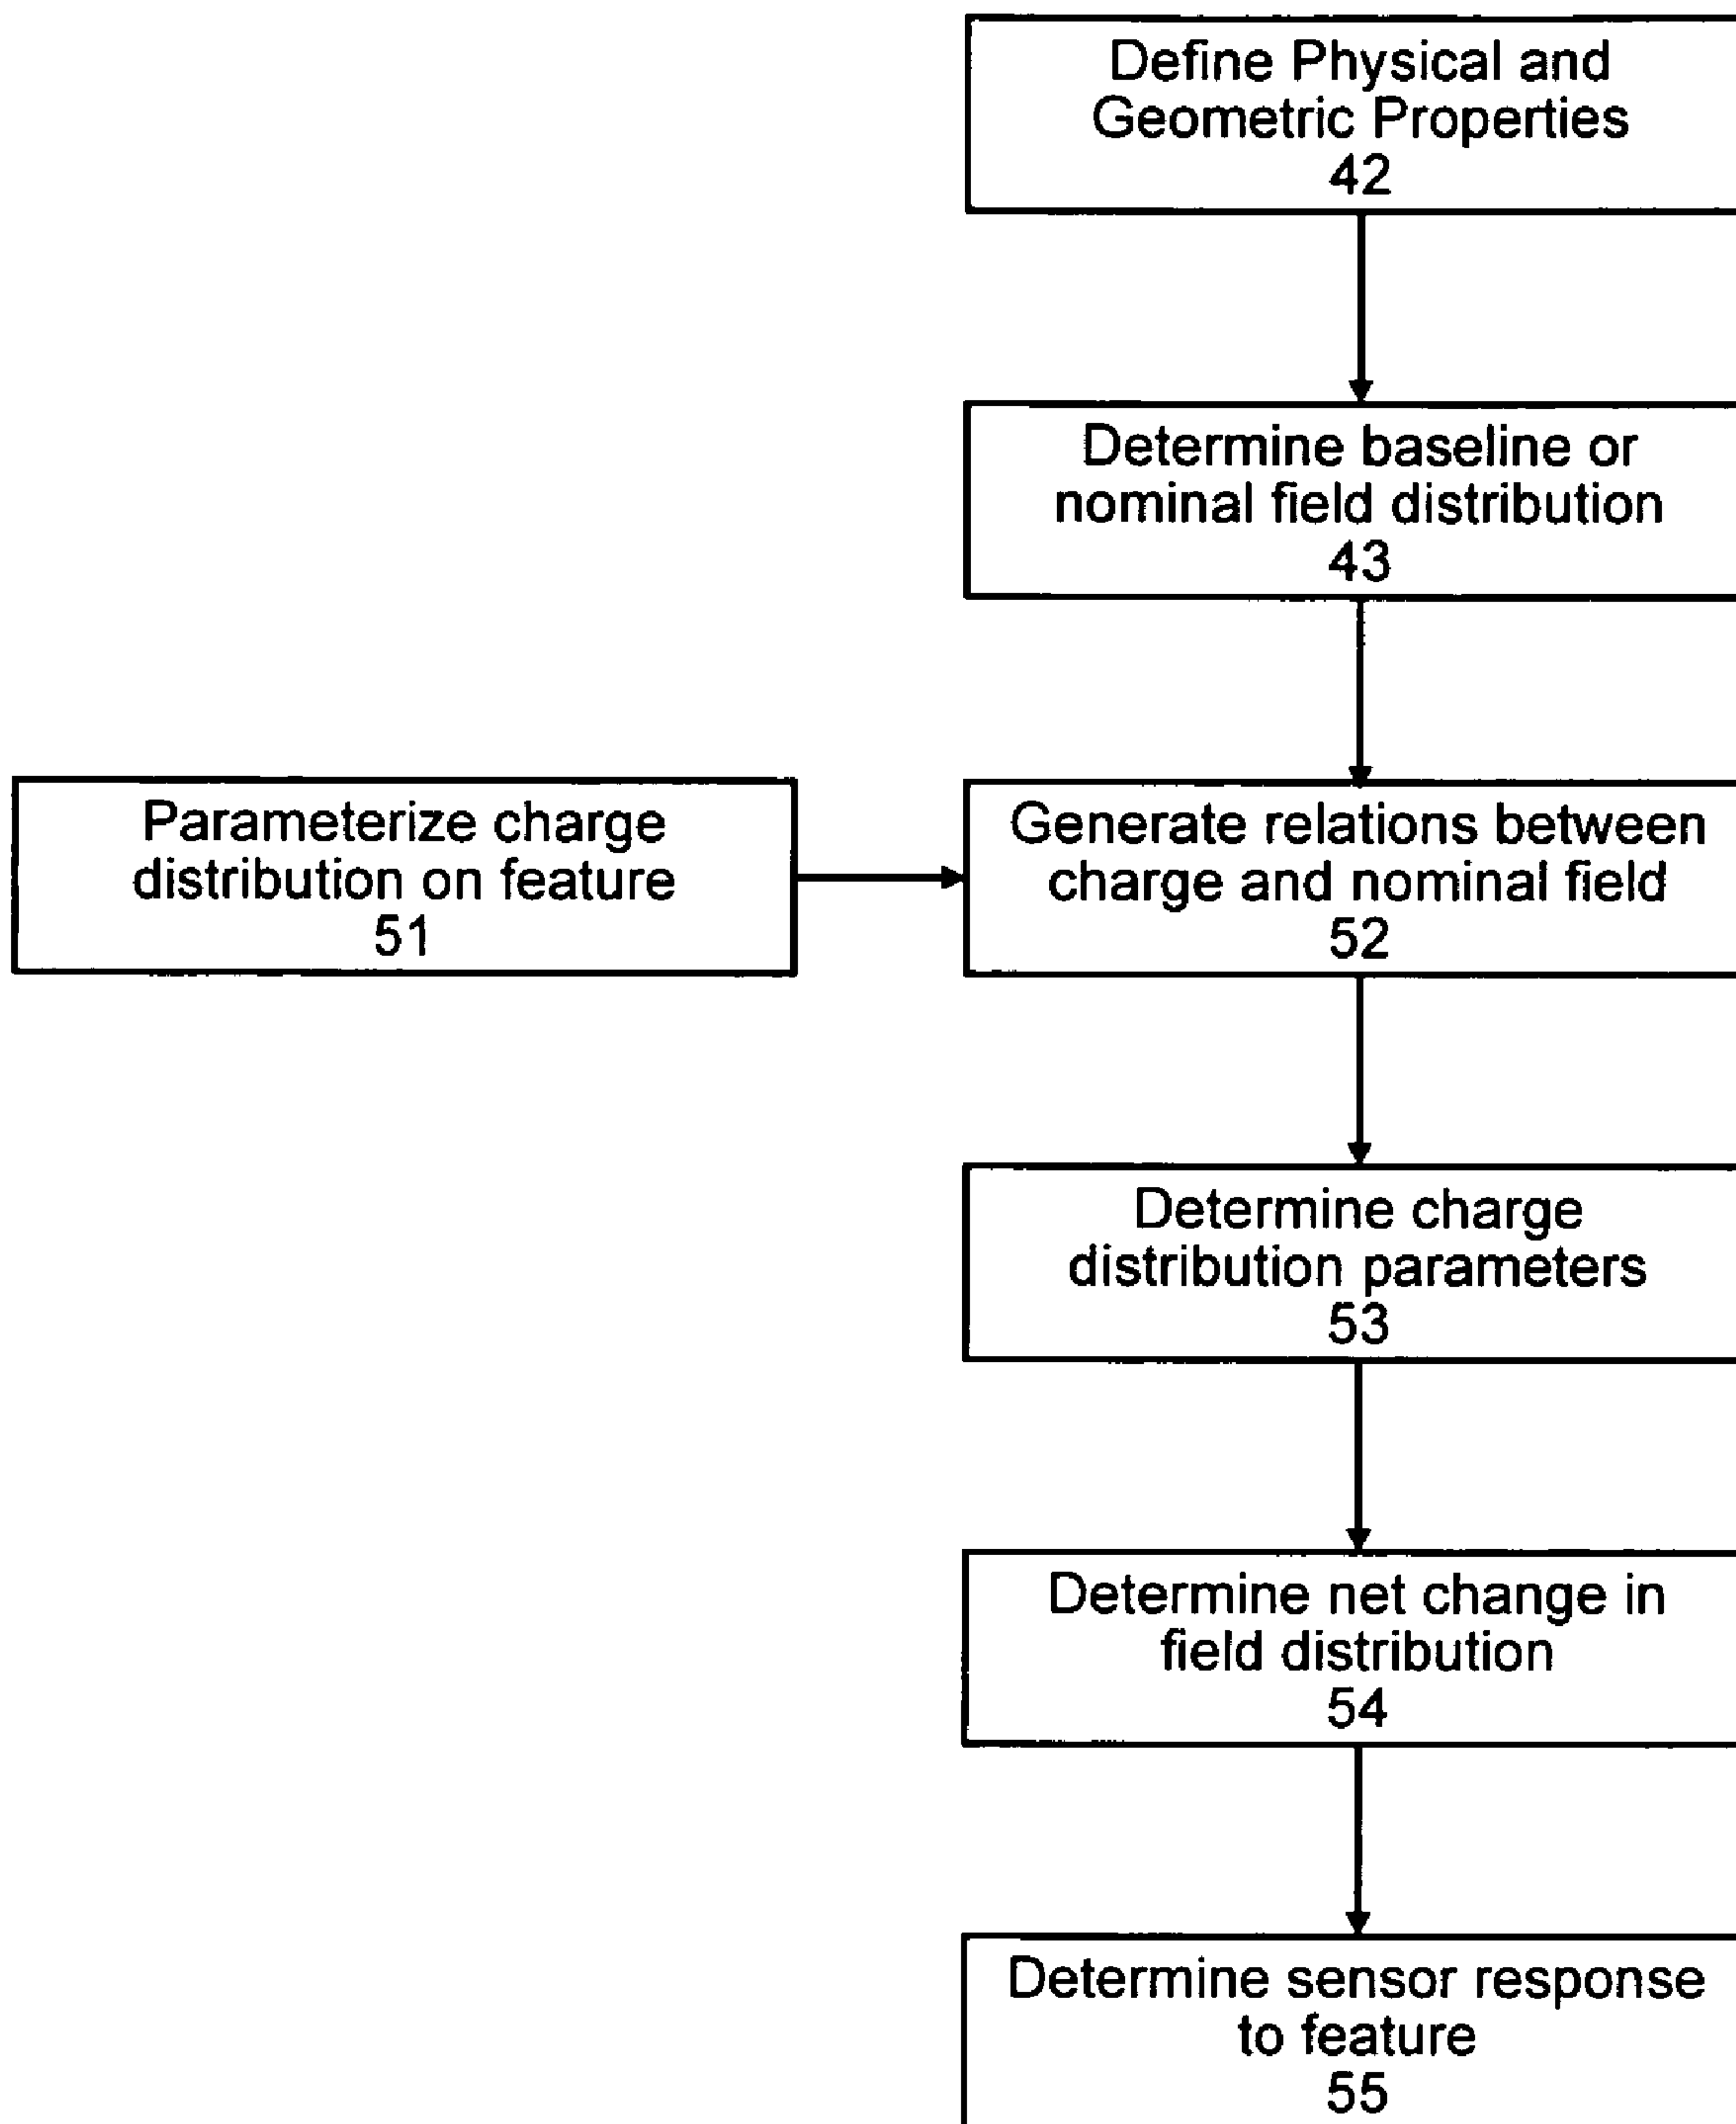 Define Physical and
Geometric Properties
42
Determine baseline or
nominal field distribution
43
Parameterize charge
distribution on feature
51
Generate relations between
charge and nominal field
52
Determine charge
distribution parameters
53
Determine net change in
field distribution
54
Determine sensor response
to feature
55